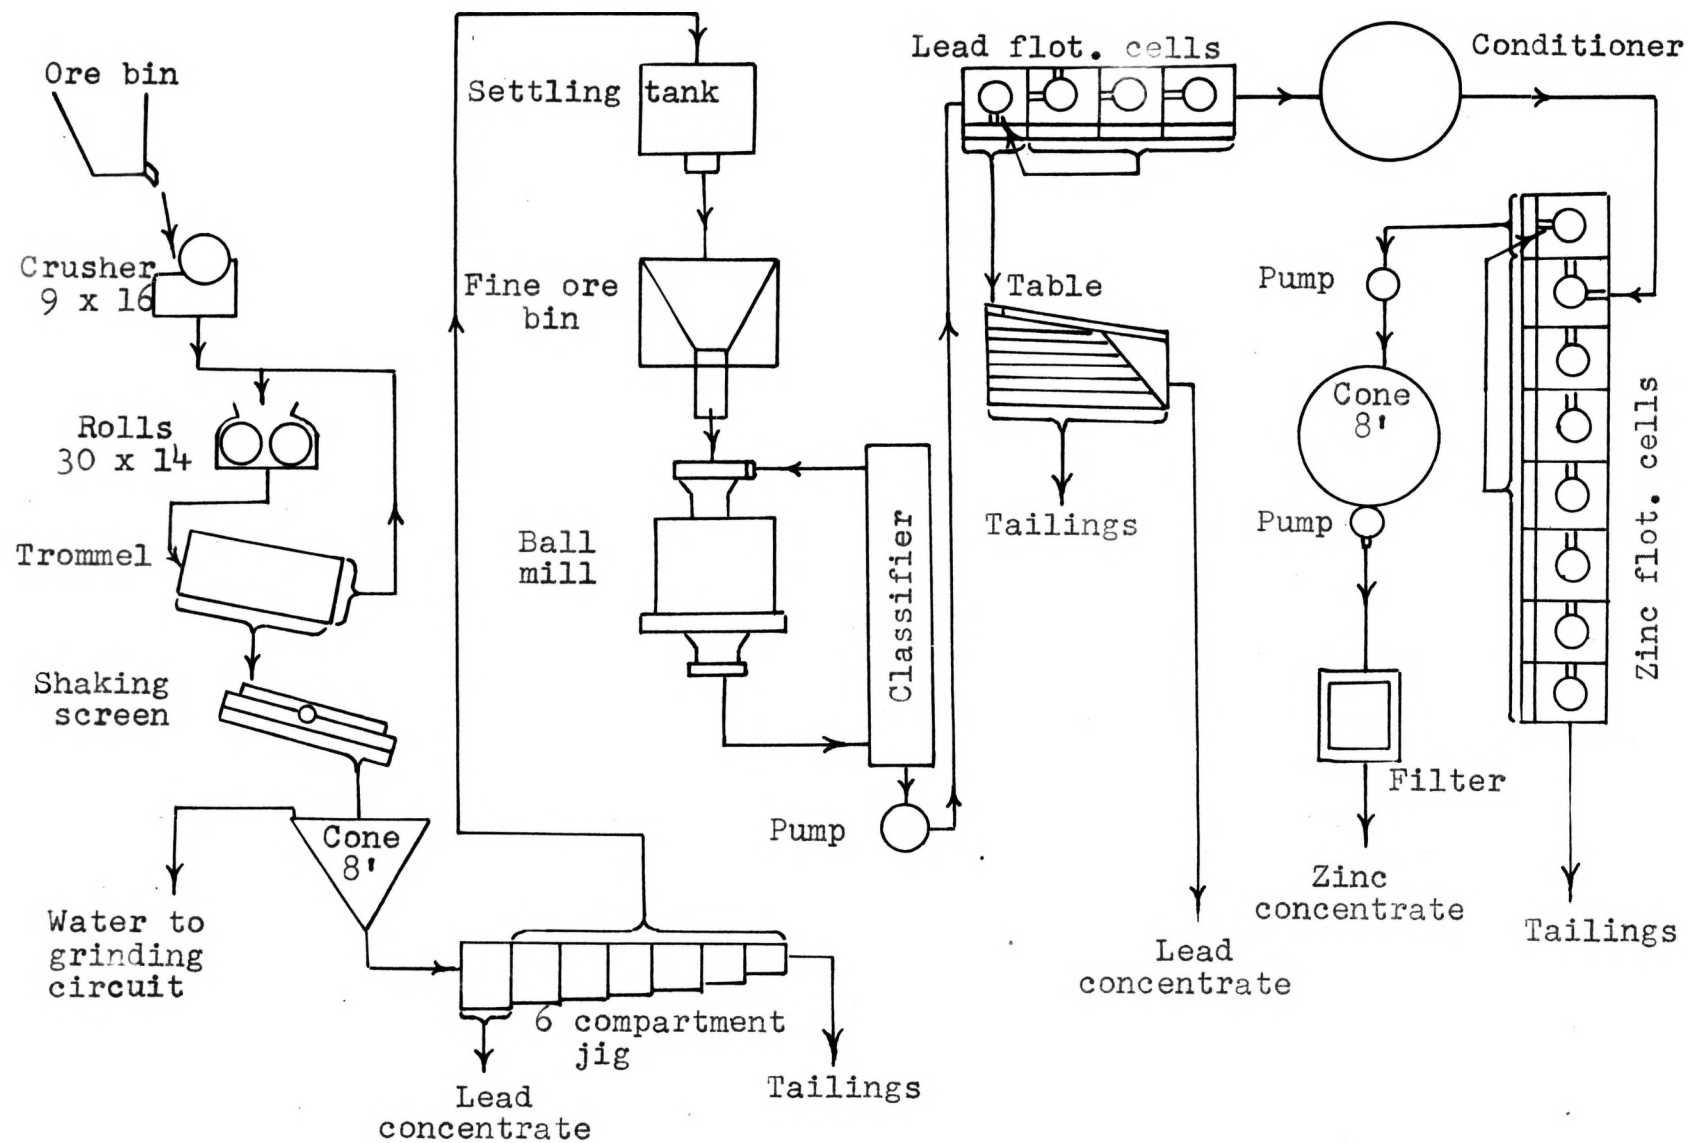 Ore bin
Crusher
9 x 16
Rolls
30 x 14
Trommel
Shaking
screen
Cone
8'
Water to
grinding
circuit
6 compartment
jig
Lead
concentrate
Tailings
Settling tank
Fine ore
bin
Ball
mill
Classifier
Pump
Lead flot. cells
Table
Tailings
Lead
concentrate
Conditioner
Zinc flot. cells
Pump
Cone
8'
Pump
Filter
Zinc
concentrate
Tailings